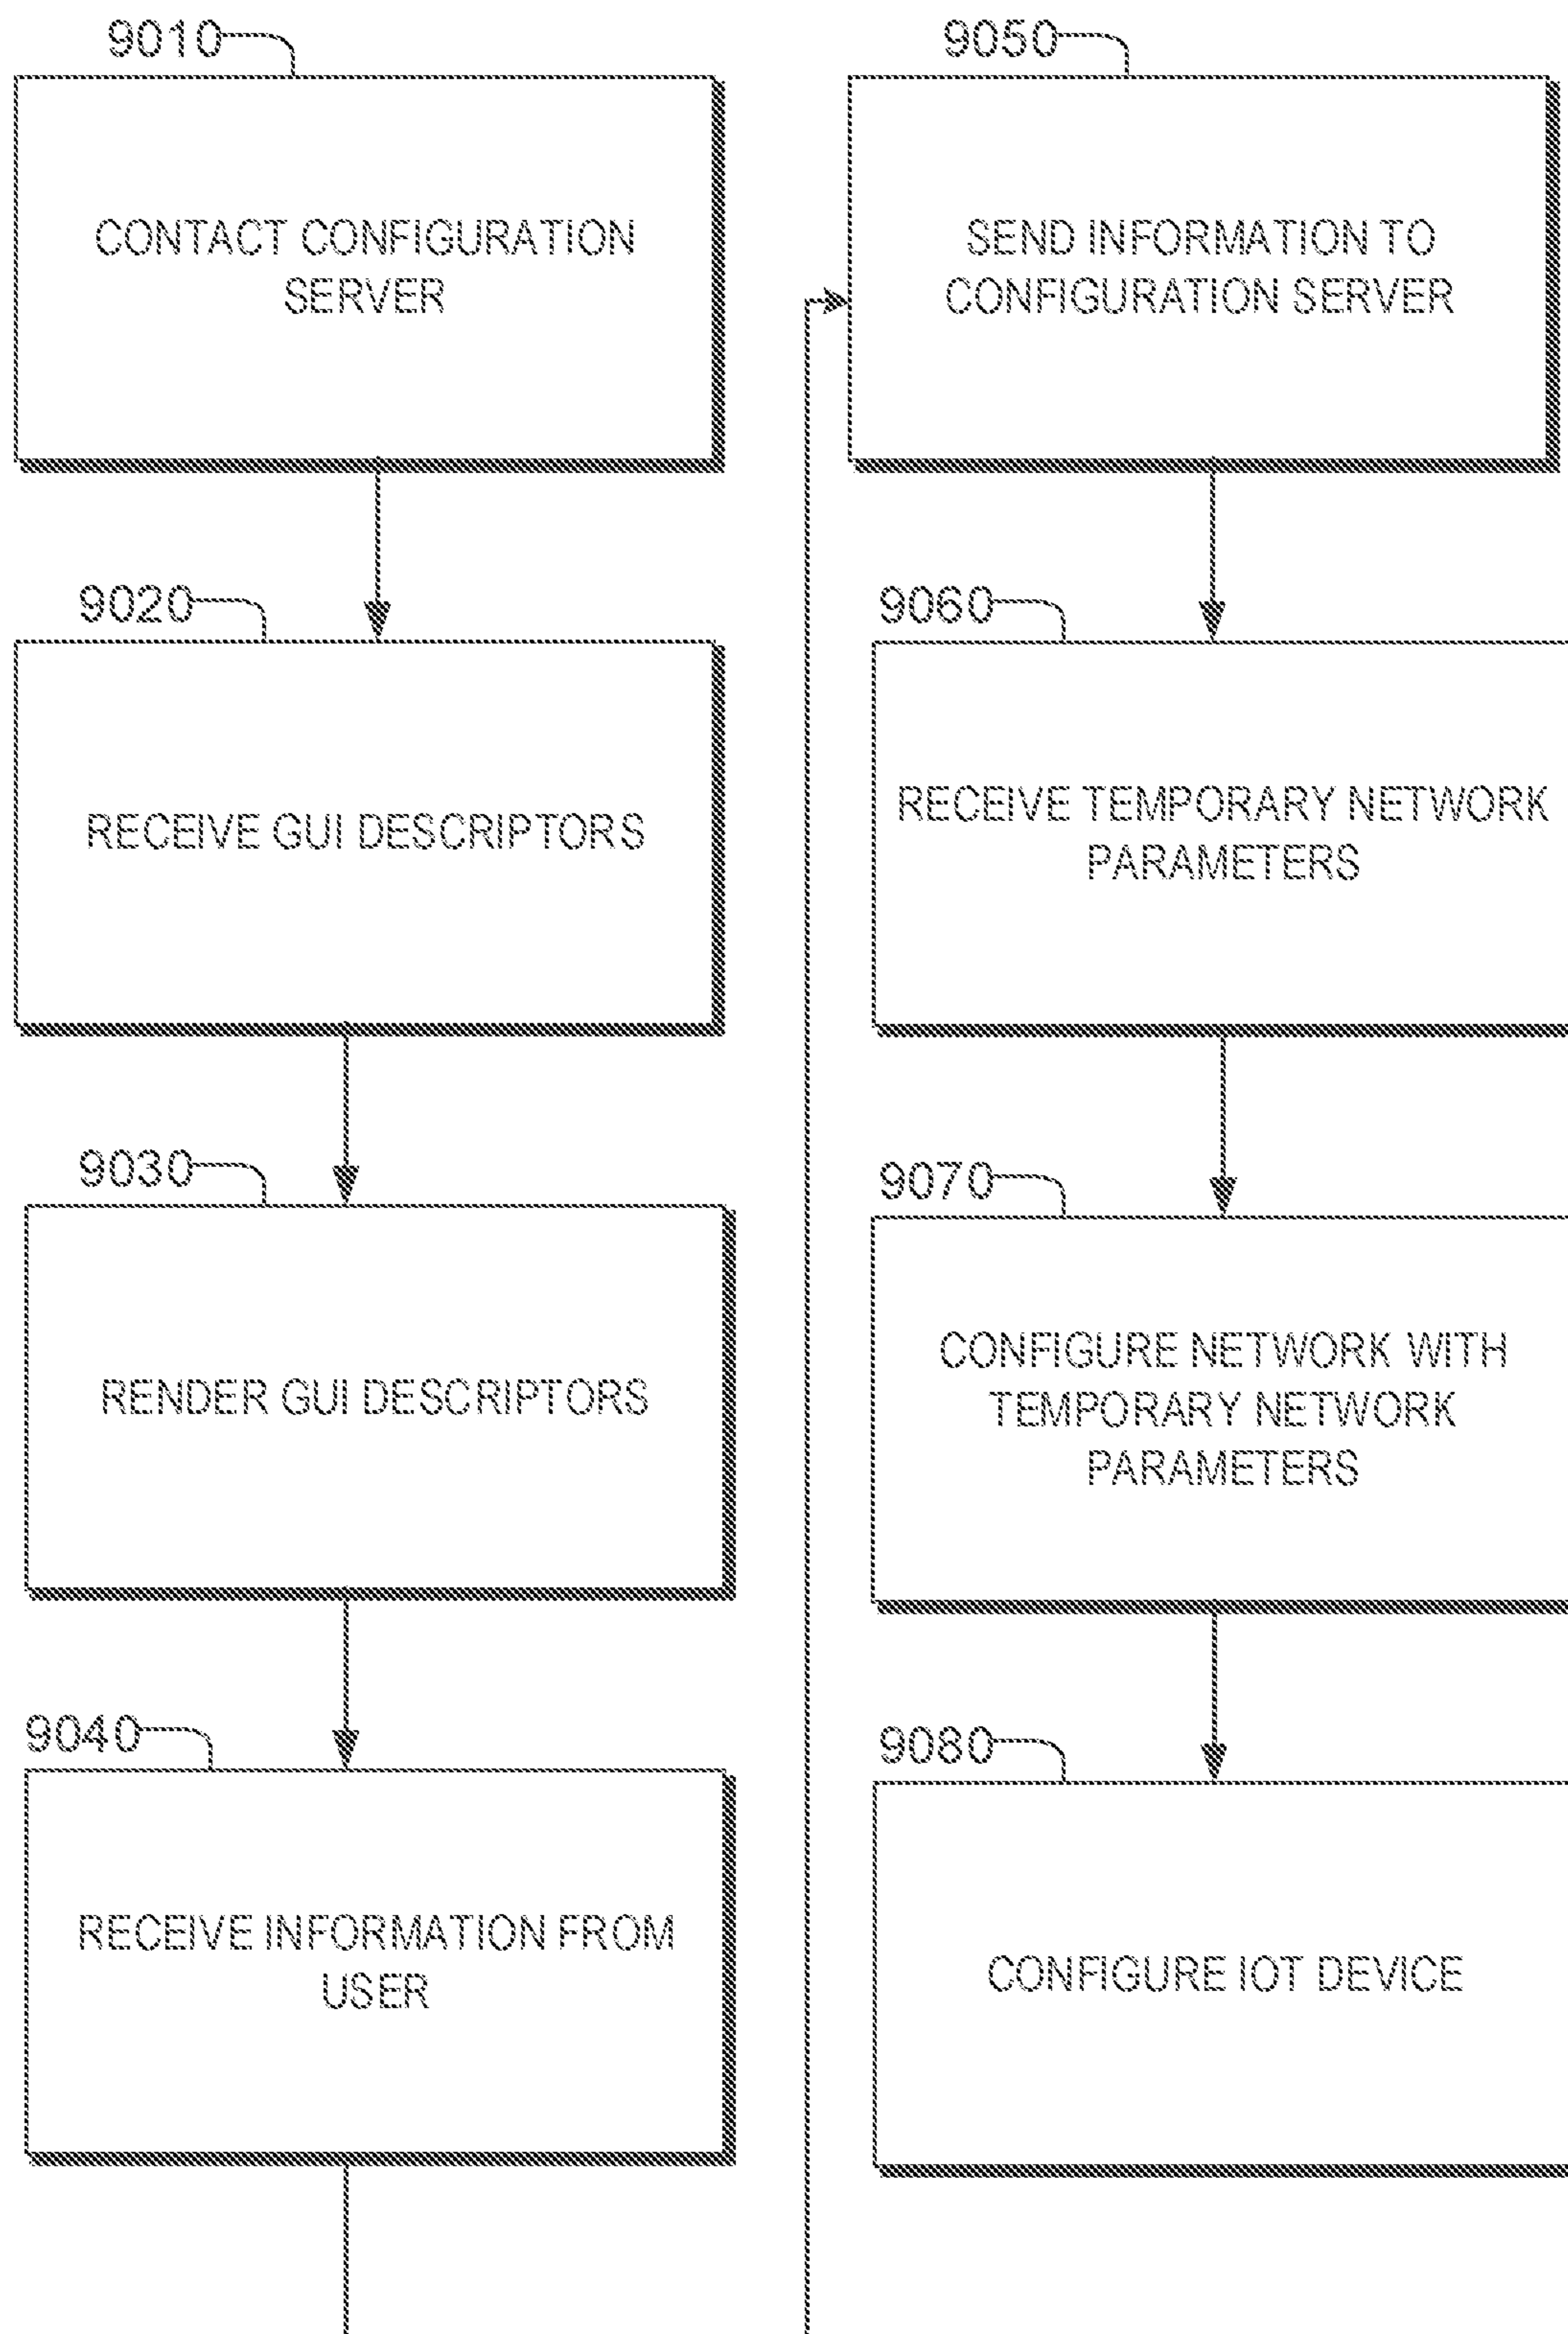 9010
CONTACT CONFIGURATION
SERVER
9020
RECEIVE GUI DESCRIPTORS
9030
RENDER GUI DESCRIPTORS
9040
RECEIVE INFORMATION FROM
USER
9050
SEND INFORMATION TO
CONFIGURATION SERVER
9060
RECEIVE TEMPORARY NETWORK
PARAMETERS
9070
CONFIGURE NETWORK WITH
TEMPORARY NETWORK
PARAMETERS
9080
CONFIGURE IOT DEVICE